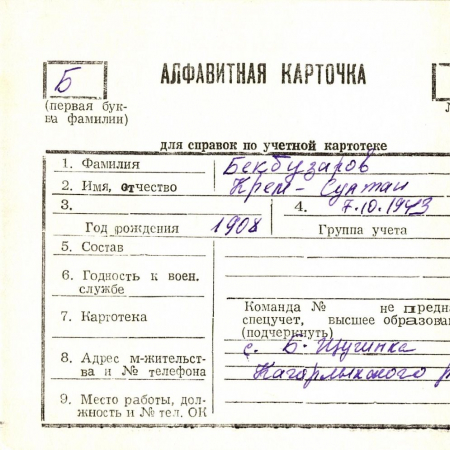 Б
АЛФАВИТНАЯ КАРТОЧКА
(первая бук-
ва фамилии)
для справок по учетной картотеке
1. Фамилия Бекбузаров
2. Имя, отчество Крем-Султан
3. 1908 4. 7.10.1943
Год рождения Группа учета
5. Состав
6. Годность к воен.
службе
7. Картотека
Команда № не предна
спецучет, высшее образова
(подчеркнуть)
8. Адрес м-жительст-
ва и № телефона
с. Б. Щучинка
Кагарлыкского р
9. Место работы, дол-
жность и № тел. ОК